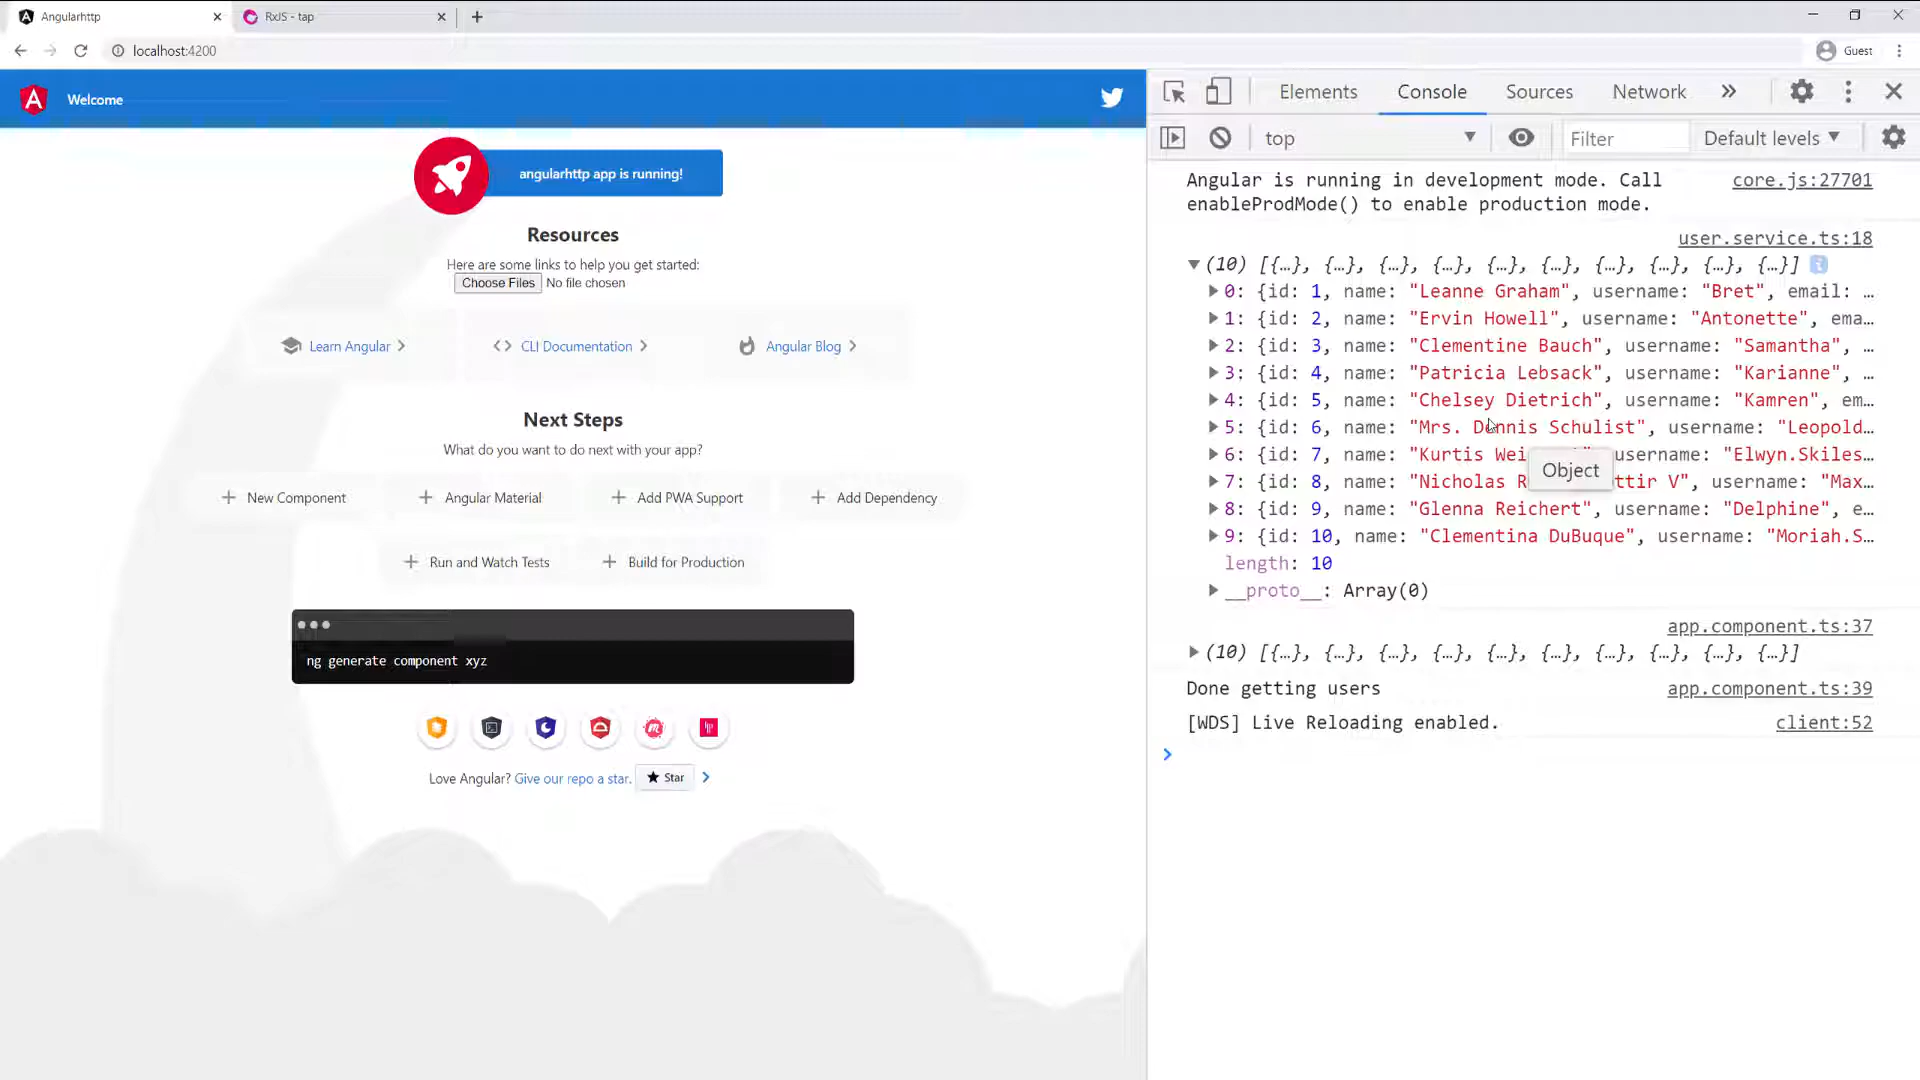 Angularhttp
RxJS - tap
localhost:4200
Guest
Welcome
angularhttp app is running!
Resources
Here are some links to help you get started:
Choose Files No file chosen
Learn Angular
CLI Documentation
Angular Blog
Next Steps
What do you want to do next with your app?
New Component
Angular Material
Add PWA Support
Add Dependency
Run and Watch Tests
Build for Production
ng generate component xyz
Love Angular? Give our repo a star. Star
Elements Console Sources Network
top Filter Default levels
Angular is running in development mode. Call core.js:27701
enableProdMode() to enable production mode.
user.service.ts:18
(10) [{…}, {…}, {…}, {…}, {…}, {…}, {…}, {…}, {…}, {…}]
0: {id: 1, name: "Leanne Graham", username: "Bret", email: …
1: {id: 2, name: "Ervin Howell", username: "Antonette", ema…
2: {id: 3, name: "Clementine Bauch", username: "Samantha", …
3: {id: 4, name: "Patricia Lebsack", username: "Karianne", …
4: {id: 5, name: "Chelsey Dietrich", username: "Kamren", em…
5: {id: 6, name: "Mrs. Dennis Schulist", username: "Leopold…
6: {id: 7, name: "Kurtis Wei username: "Elwyn.Skiles…
Object
7: {id: 8, name: "Nicholas R ttir V", username: "Max…
8: {id: 9, name: "Glenna Reichert", username: "Delphine", e…
9: {id: 10, name: "Clementina DuBuque", username: "Moriah.S…
length: 10
__proto__: Array(0)
app.component.ts:37
(10) [{…}, {…}, {…}, {…}, {…}, {…}, {…}, {…}, {…}, {…}]
Done getting users app.component.ts:39
[WDS] Live Reloading enabled. client:52